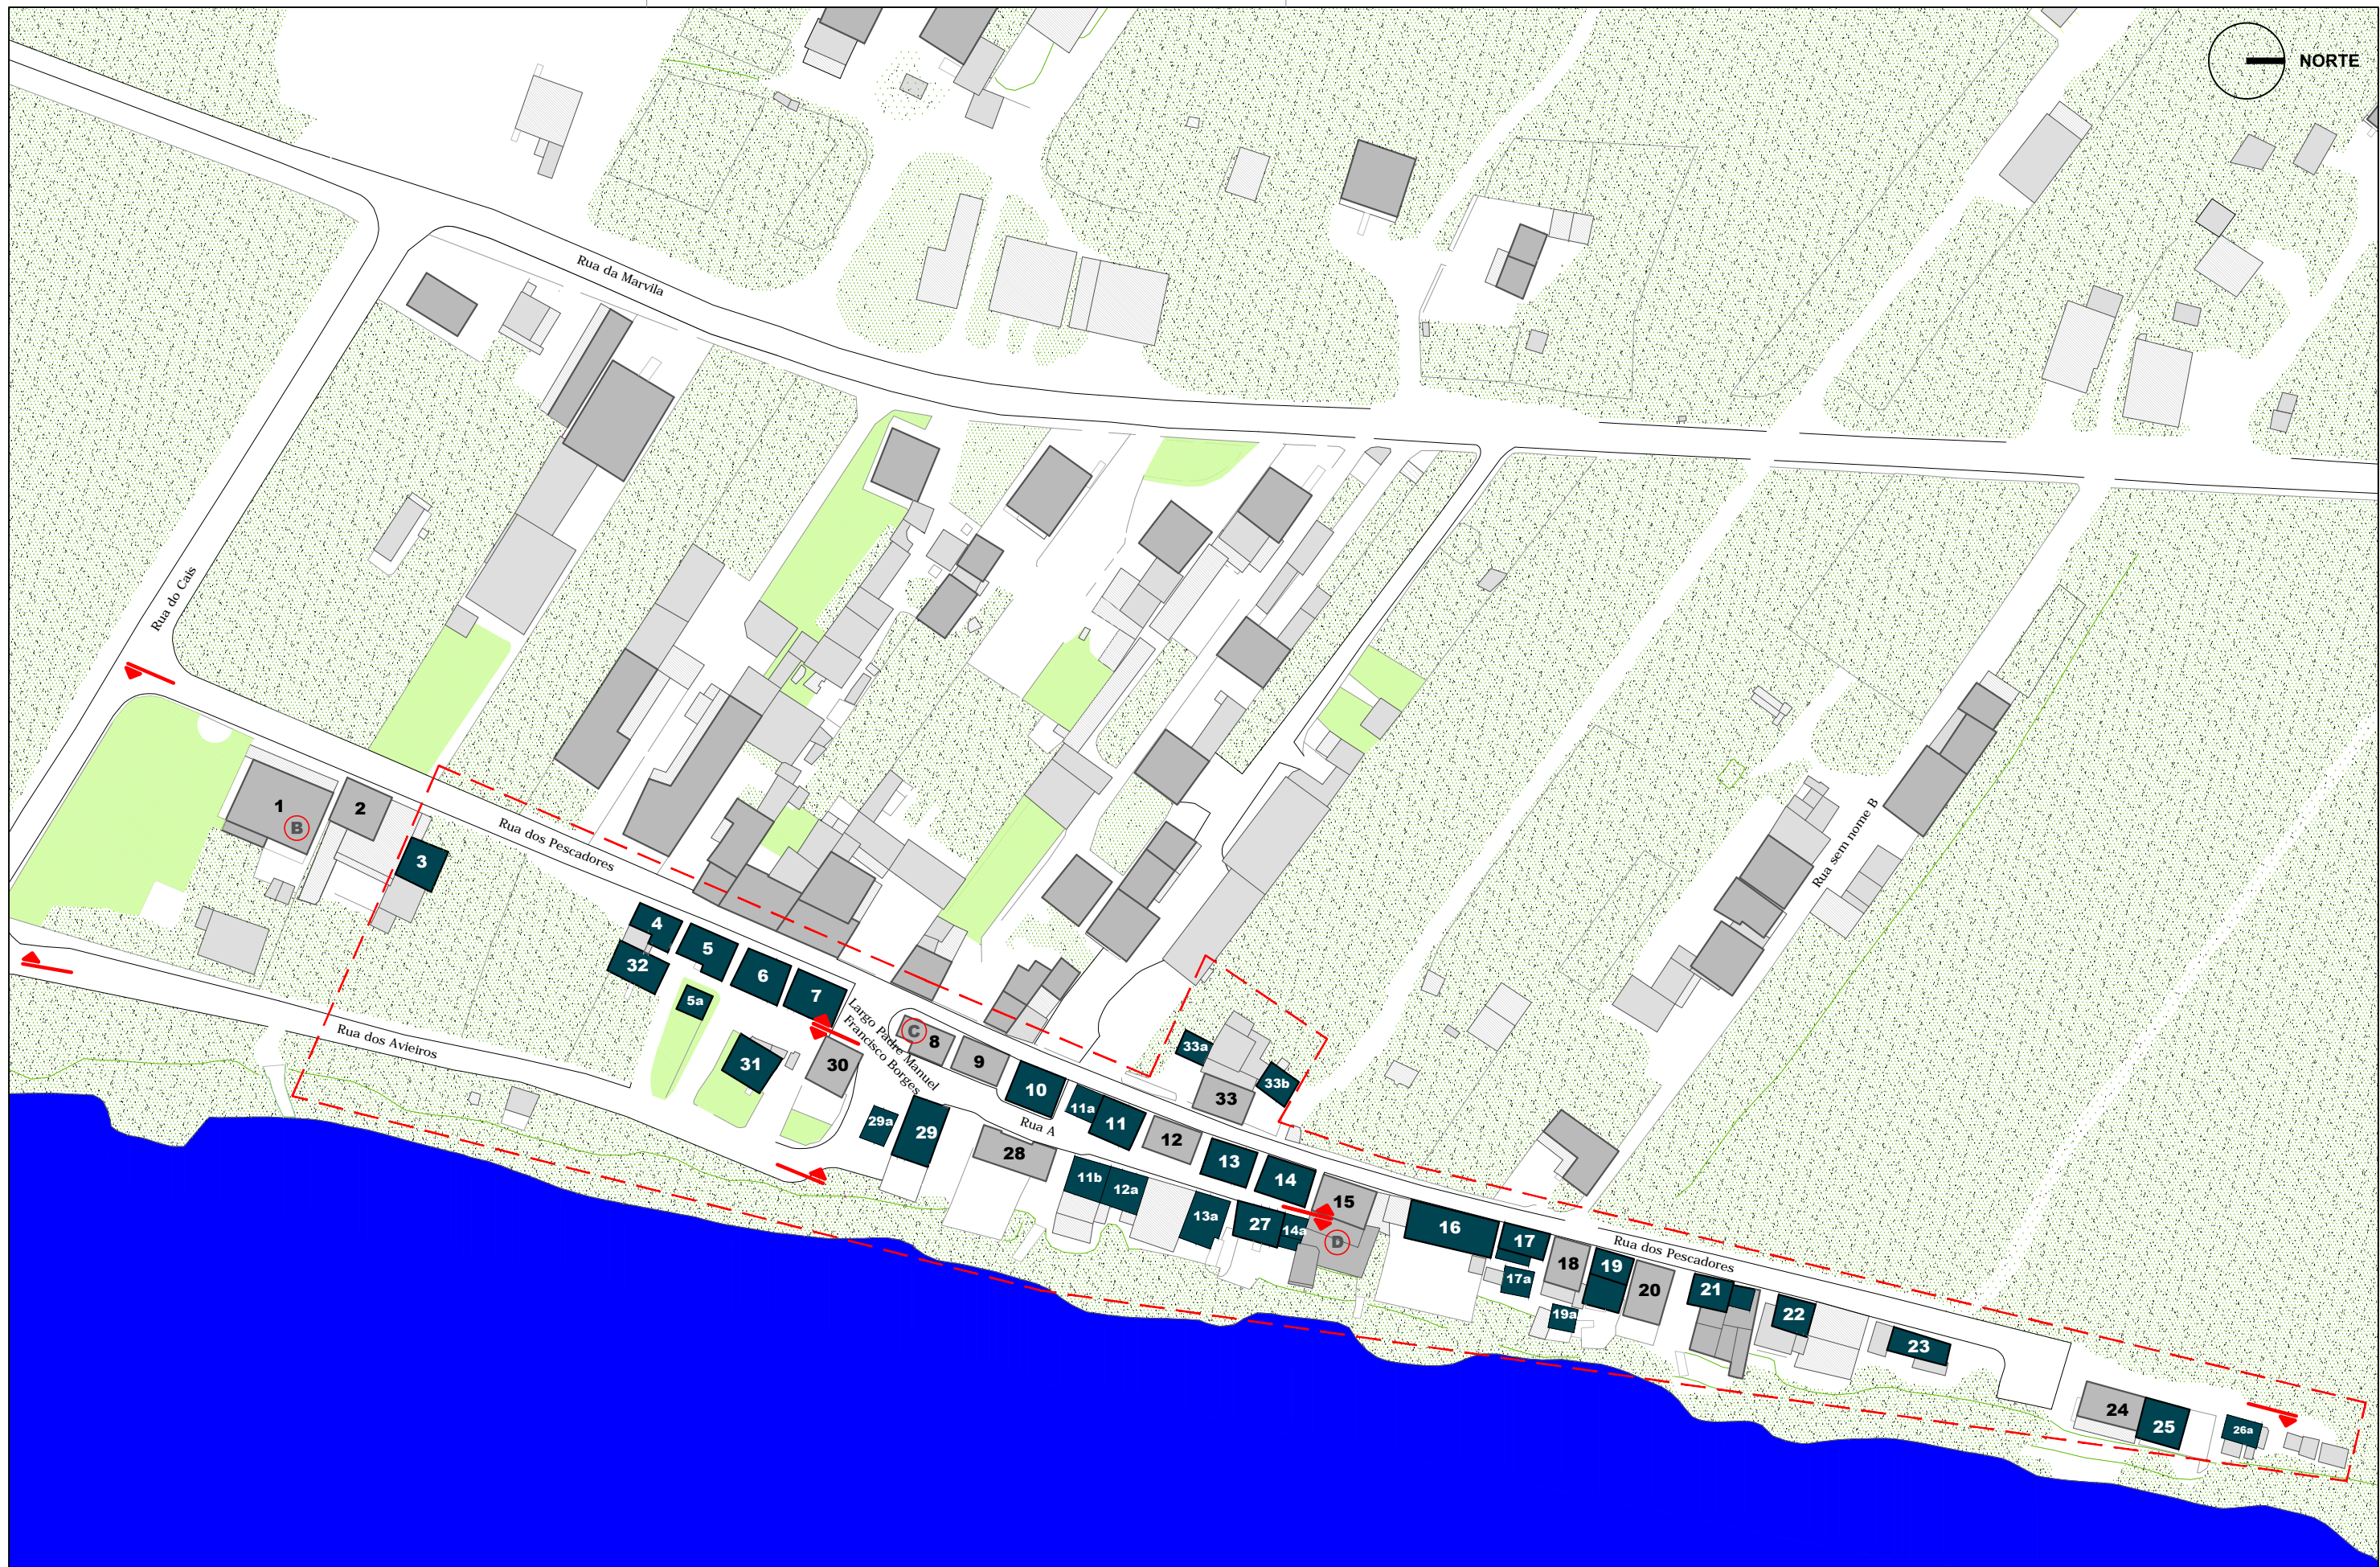 NORTE
Rua da Marvila
Rua do Cais
Rua dos Pescadores
Rua sem nome B
1
B
2
3
4
5
32
6
7
5a
Largo Padre Manuel
Francisco Borges
C
8
9
31
30
10
Rua dos Avieiros
29a
29
Rua A
11a
11
12
33a
33b
33
28
13
14
11b
12a
13a
27
14a
15
D
16
17
17a
18
19
19a
20
Rua dos Pescadores
21
22
23
24
25
26a